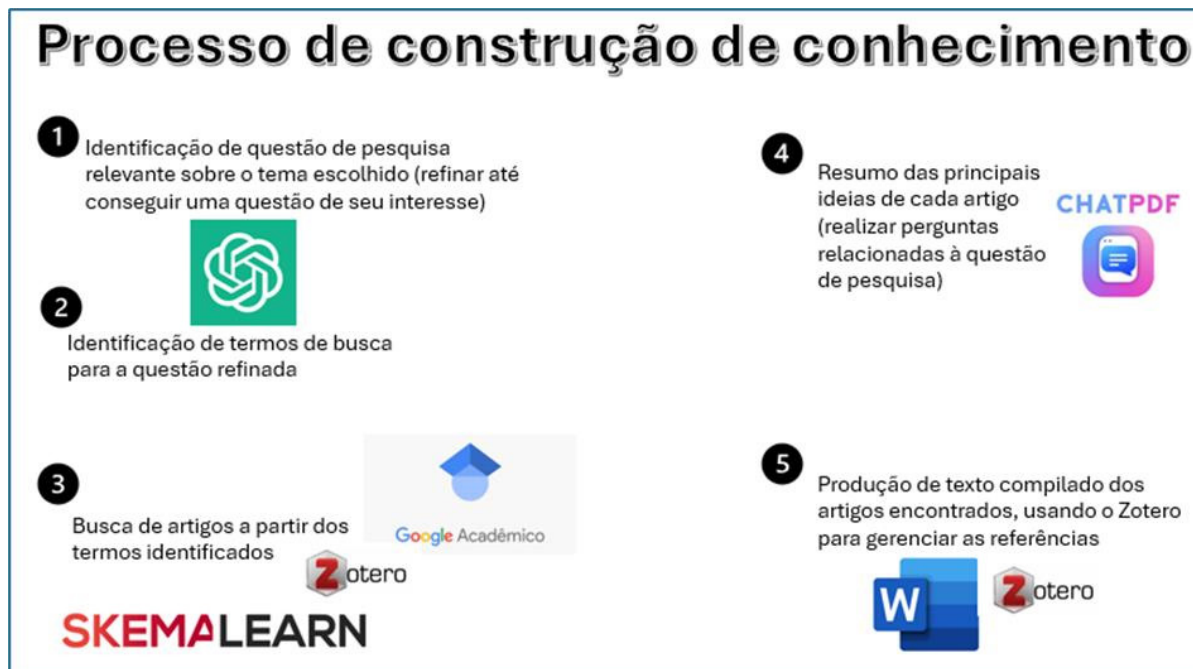 Processo de construção de conhecimento
1
Identificação de questão de pesquisa
relevante sobre o tema escolhido (refinar até
conseguir uma questão de seu interesse)
2
Identificação de termos de busca
para a questão refinada
3
Busca de artigos a partir dos
termos identificados
Google Acadêmico
Zotero
SKEMALEARN
4
Resumo das principais
ideias de cada artigo
(realizar perguntas
relacionadas à questão
de pesquisa)
CHATPDF
5
Produção de texto compilado dos
artigos encontrados, usando o Zotero
para gerenciar as referências
W
Zotero